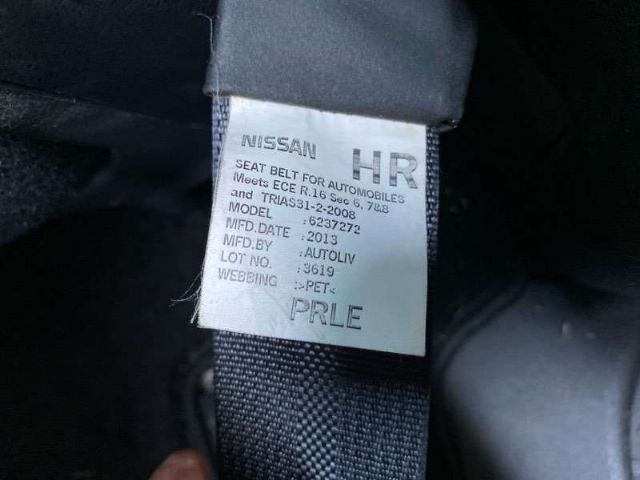 NISSAN HR
SEAT BELT FOR AUTOMOBILES
Meets ECE R.16 Sec 6, 7&8
and TRIAS31-2-2008
MODEL :6237272
MFD.DATE :2013
MFD.BY :AUTOLIV
LOT NO. :3619
WEBBING :>PET<
PRLE